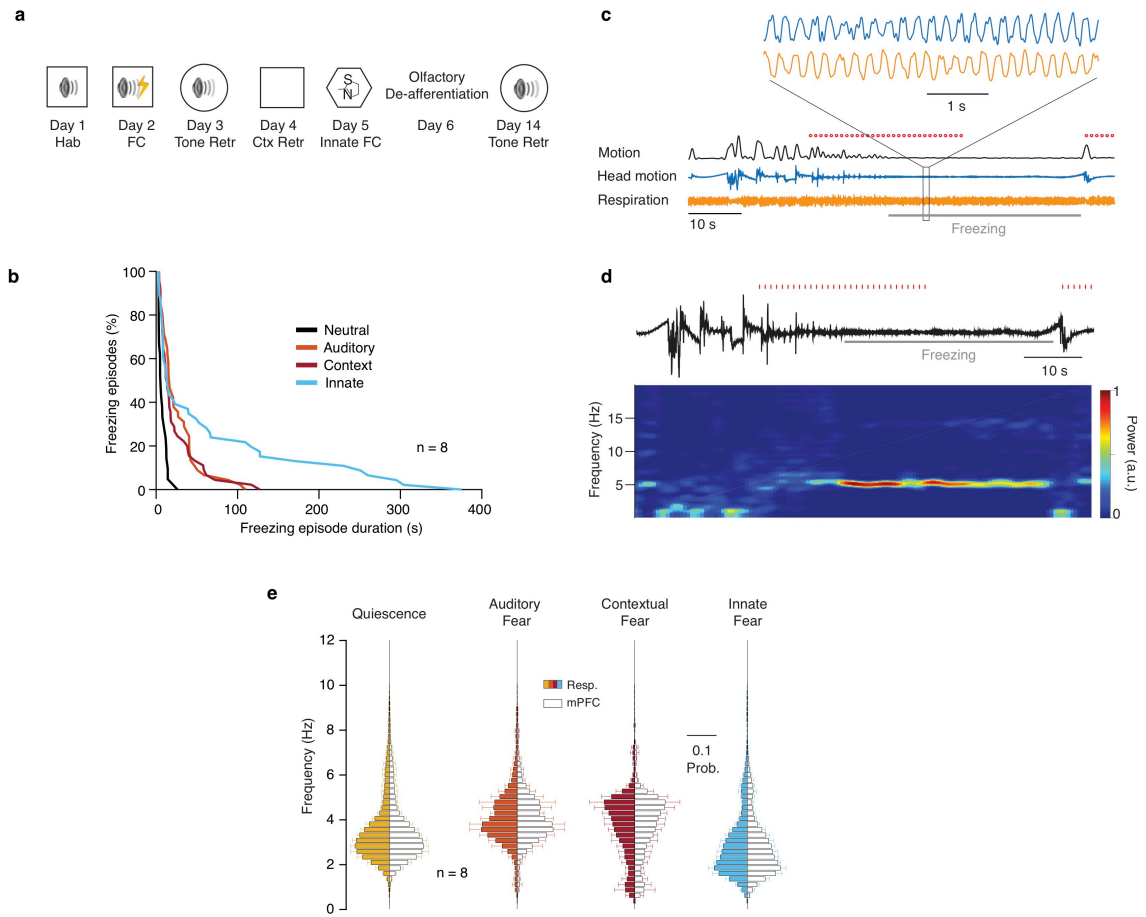 a
S
N
Olfactory
De-afferentiation
Day 1
Hab
Day 2
FC
Day 3
Tone Retr
Day 4
Ctx Retr
Day 5
Innate FC
Day 6
Day 14
Tone Retr
b
Freezing episodes (%)
100
80
60
40
20
0
Neutral
Auditory
Context
Innate
n = 8
0
100
200
300
400
Freezing episode duration (s)
c
1 s
Motion
Head motion
Respiration
10 s
Freezing
d
Freezing
10 s
Frequency (Hz)
15
10
5
1
0
Power (a.u.)
e
Quiescence
Auditory
Fear
Contextual
Fear
Innate
Fear
Frequency (Hz)
12
10
8
6
4
2
0
Resp.
mPFC
0.1
Prob.
n = 8